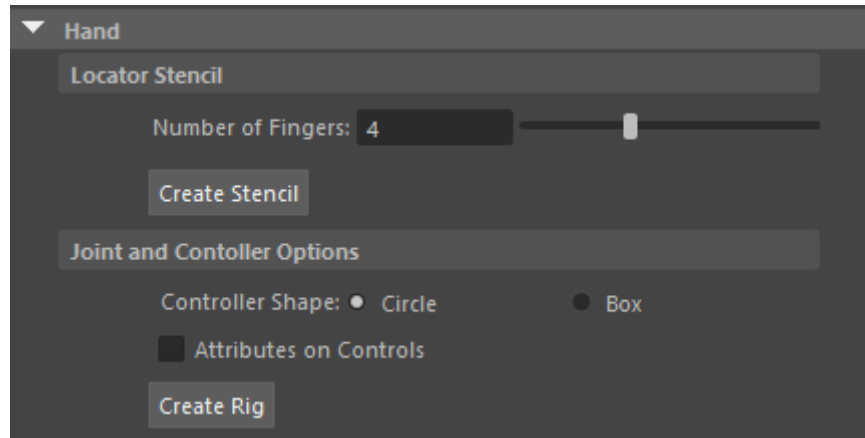 Hand
Locator Stencil
Number of Fingers: 4
Create Stencil
Joint and Contoller Options
Controller Shape: Circle Box
Attributes on Controls
Create Rig